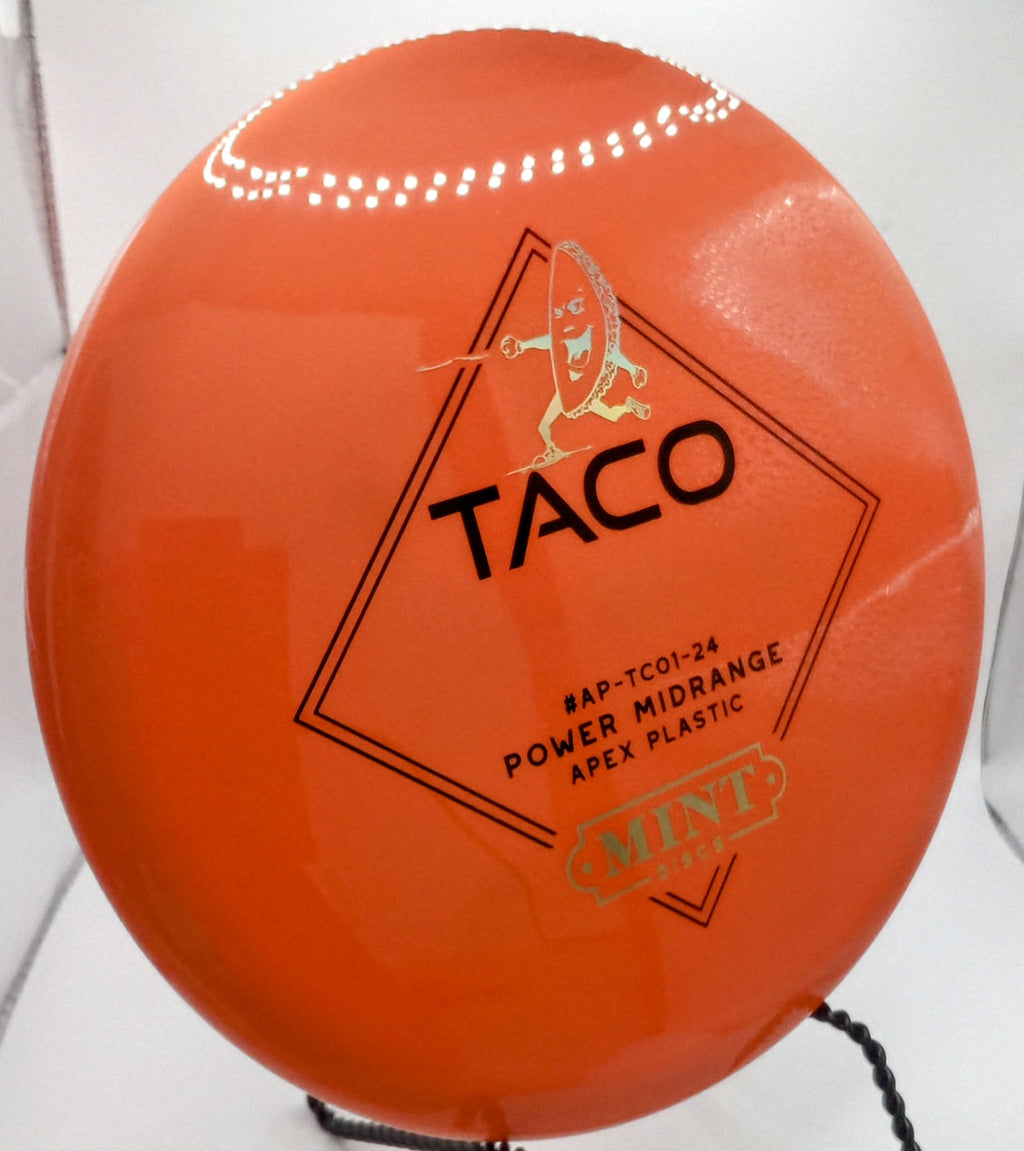 TACO
#AP-TC01-24
POWER MIDRANGE
APEX PLASTIC
MINT
DISCS